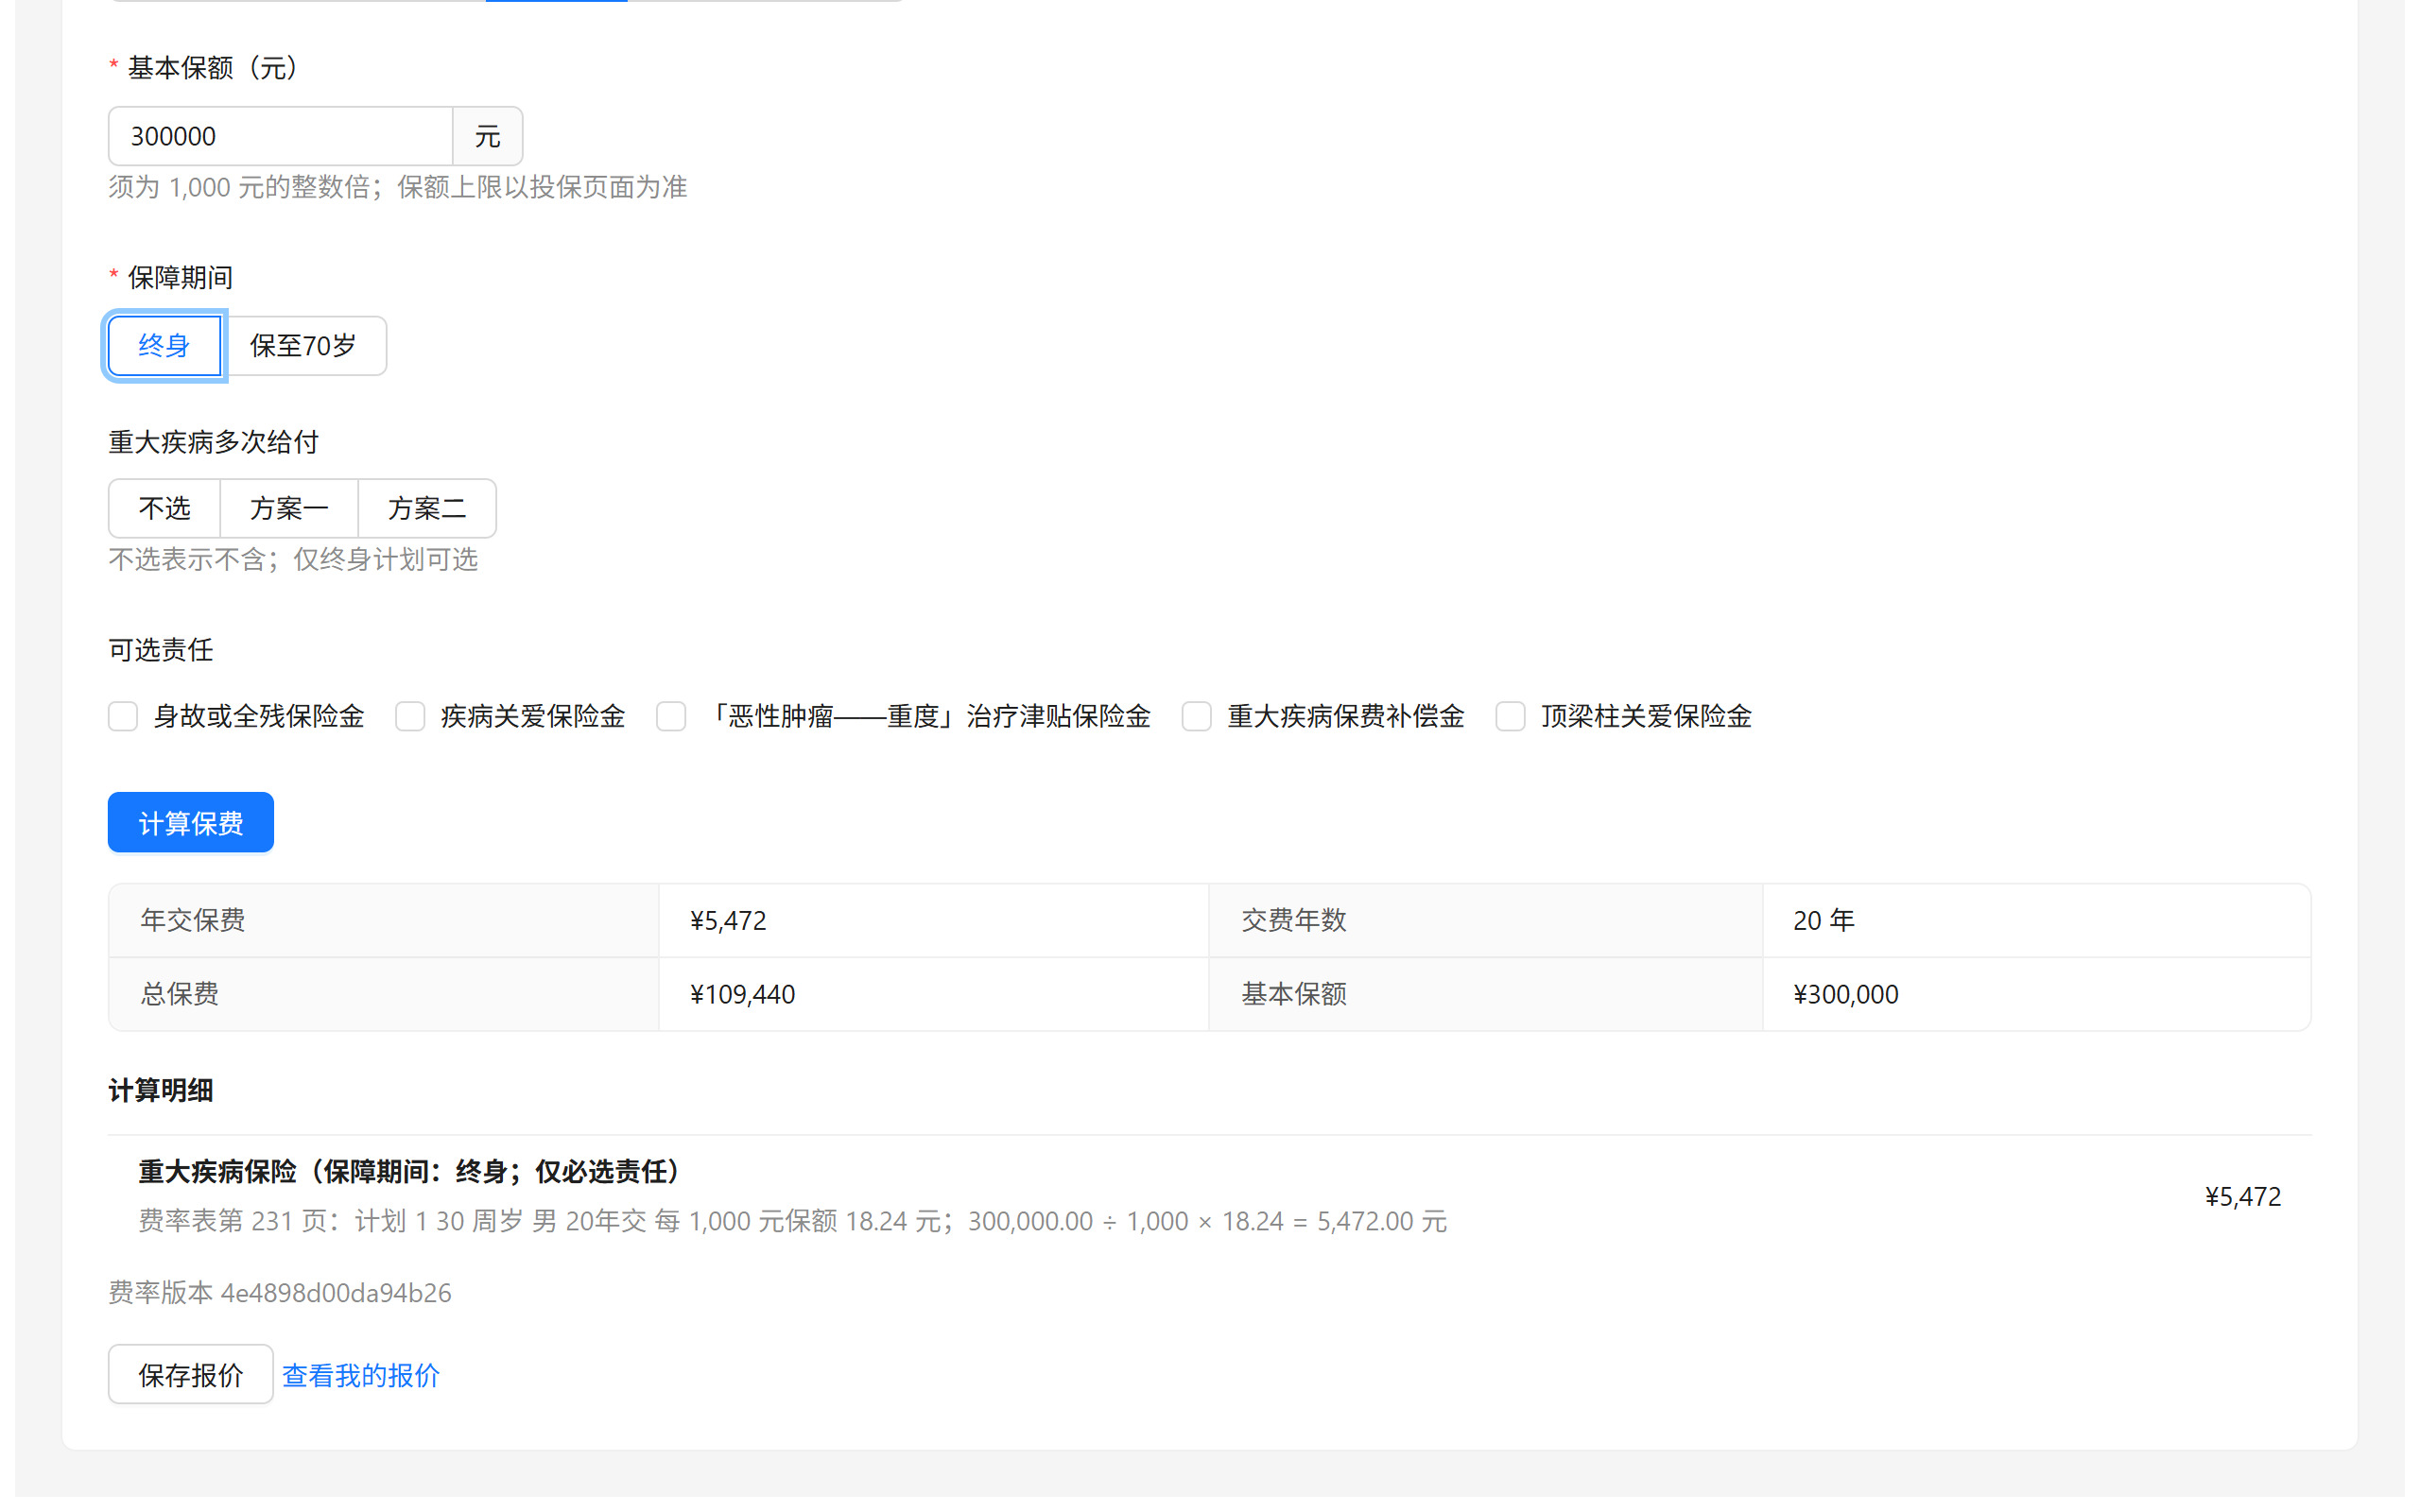 * 基本保额（元）
300000 元
须为 1,000 元的整数倍；保额上限以投保页面为准
* 保障期间
终身 保至70岁
重大疾病多次给付
不选 方案一 方案二
不选表示不含；仅终身计划可选
可选责任
身故或全残保险金 疾病关爱保险金 「恶性肿瘤——重度」治疗津贴保险金 重大疾病保费补偿金 顶梁柱关爱保险金
计算保费
年交保费 ¥5,472 交费年数 20 年
总保费 ¥109,440 基本保额 ¥300,000
计算明细
重大疾病保险（保障期间：终身；仅必选责任）
¥5,472
费率表第 231 页：计划 1 30 周岁 男 20年交 每 1,000 元保额 18.24 元；300,000.00 ÷ 1,000 × 18.24 = 5,472.00 元
费率版本 4e4898d00da94b26
保存报价 查看我的报价